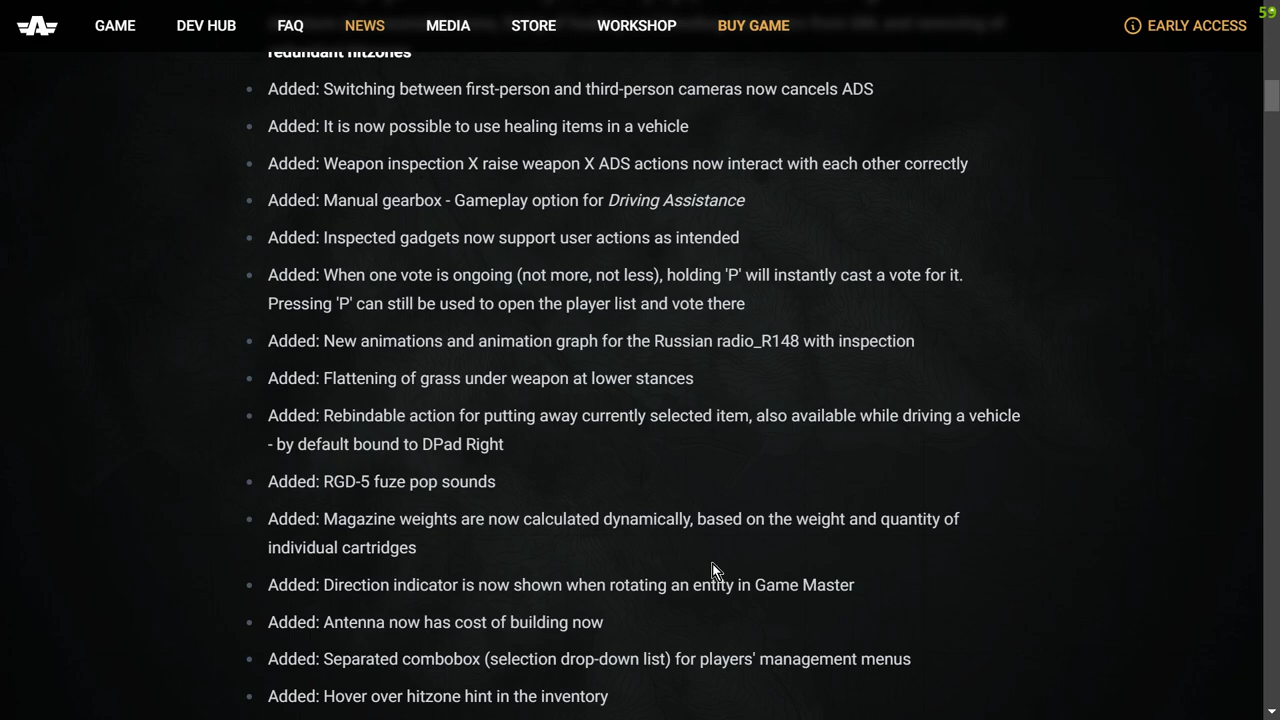 GAME DEV HUB FAQ NEWS MEDIA STORE WORKSHOP BUY GAME EARLY ACCESS 59
redundant hitzones
Added: Switching between first-person and third-person cameras now cancels ADS
Added: It is now possible to use healing items in a vehicle
Added: Weapon inspection X raise weapon X ADS actions now interact with each other correctly
Added: Manual gearbox - Gameplay option for Driving Assistance
Added: Inspected gadgets now support user actions as intended
Added: When one vote is ongoing (not more, not less), holding 'P' will instantly cast a vote for it.
Pressing 'P' can still be used to open the player list and vote there
Added: New animations and animation graph for the Russian radio_R148 with inspection
Added: Flattening of grass under weapon at lower stances
Added: Rebindable action for putting away currently selected item, also available while driving a vehicle
- by default bound to DPad Right
Added: RGD-5 fuze pop sounds
Added: Magazine weights are now calculated dynamically, based on the weight and quantity of
individual cartridges
Added: Direction indicator is now shown when rotating an entity in Game Master
Added: Antenna now has cost of building now
Added: Separated combobox (selection drop-down list) for players' management menus
Added: Hover over hitzone hint in the inventory